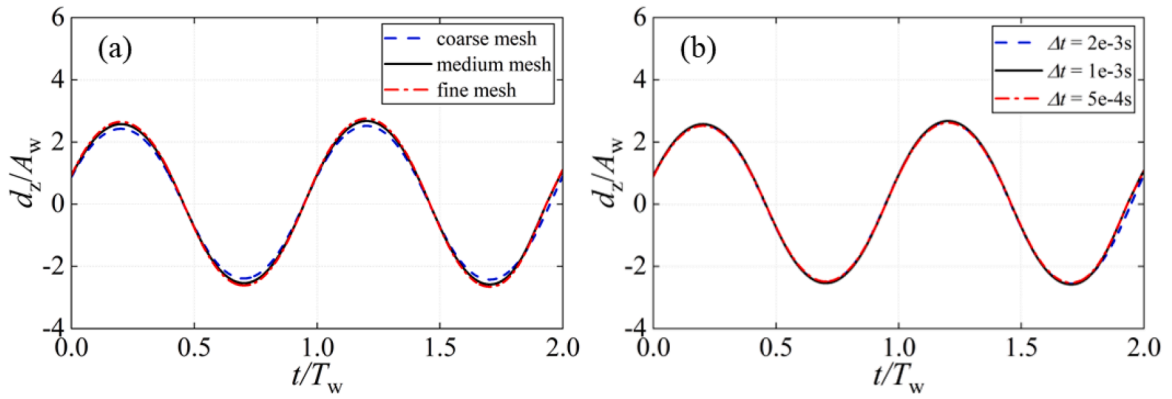 (a)
coarse mesh
medium mesh
fine mesh
6
4
2
0
-2
-4
d_z/A_w
0.0 0.5 1.0 1.5 2.0
t/T_w
(b)
Δt = 2e-3s
Δt = 1e-3s
Δt = 5e-4s
6
4
2
0
-2
-4
d_z/A_w
0.0 0.5 1.0 1.5 2.0
t/T_w